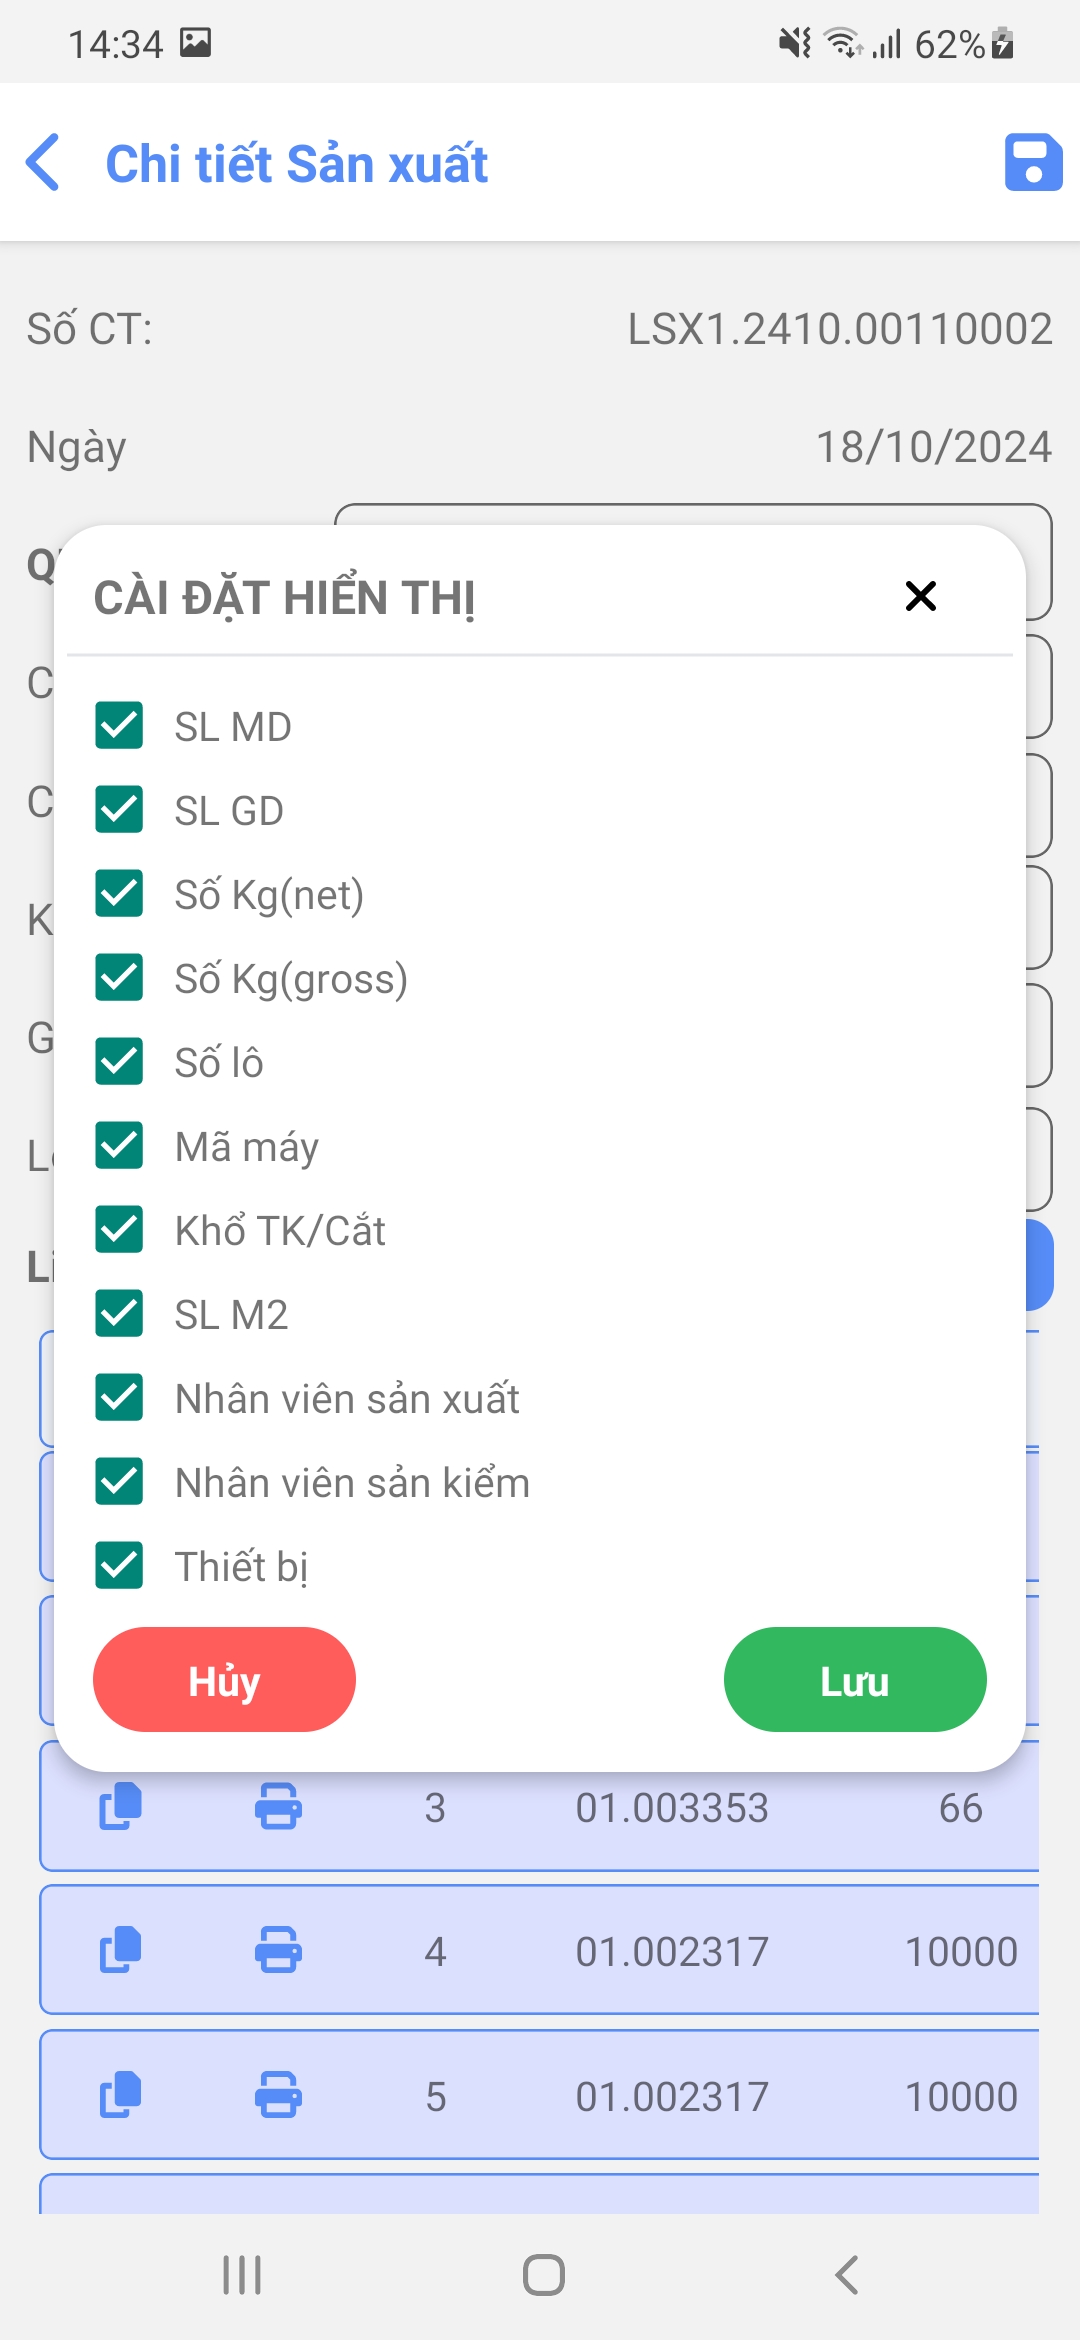 14:34 62%
Chi tiết Sản xuất
Số CT: LSX1.2410.00110002
Ngày 18/10/2024
CÀI ĐẶT HIỂN THỊ
SL MD
SL GD
Số Kg(net)
Số Kg(gross)
Số lô
Mã máy
Khổ TK/Cắt
SL M2
Nhân viên sản xuất
Nhân viên sản kiểm
Thiết bị
Hủy Lưu
3 01.003353 66
4 01.002317 10000
5 01.002317 10000